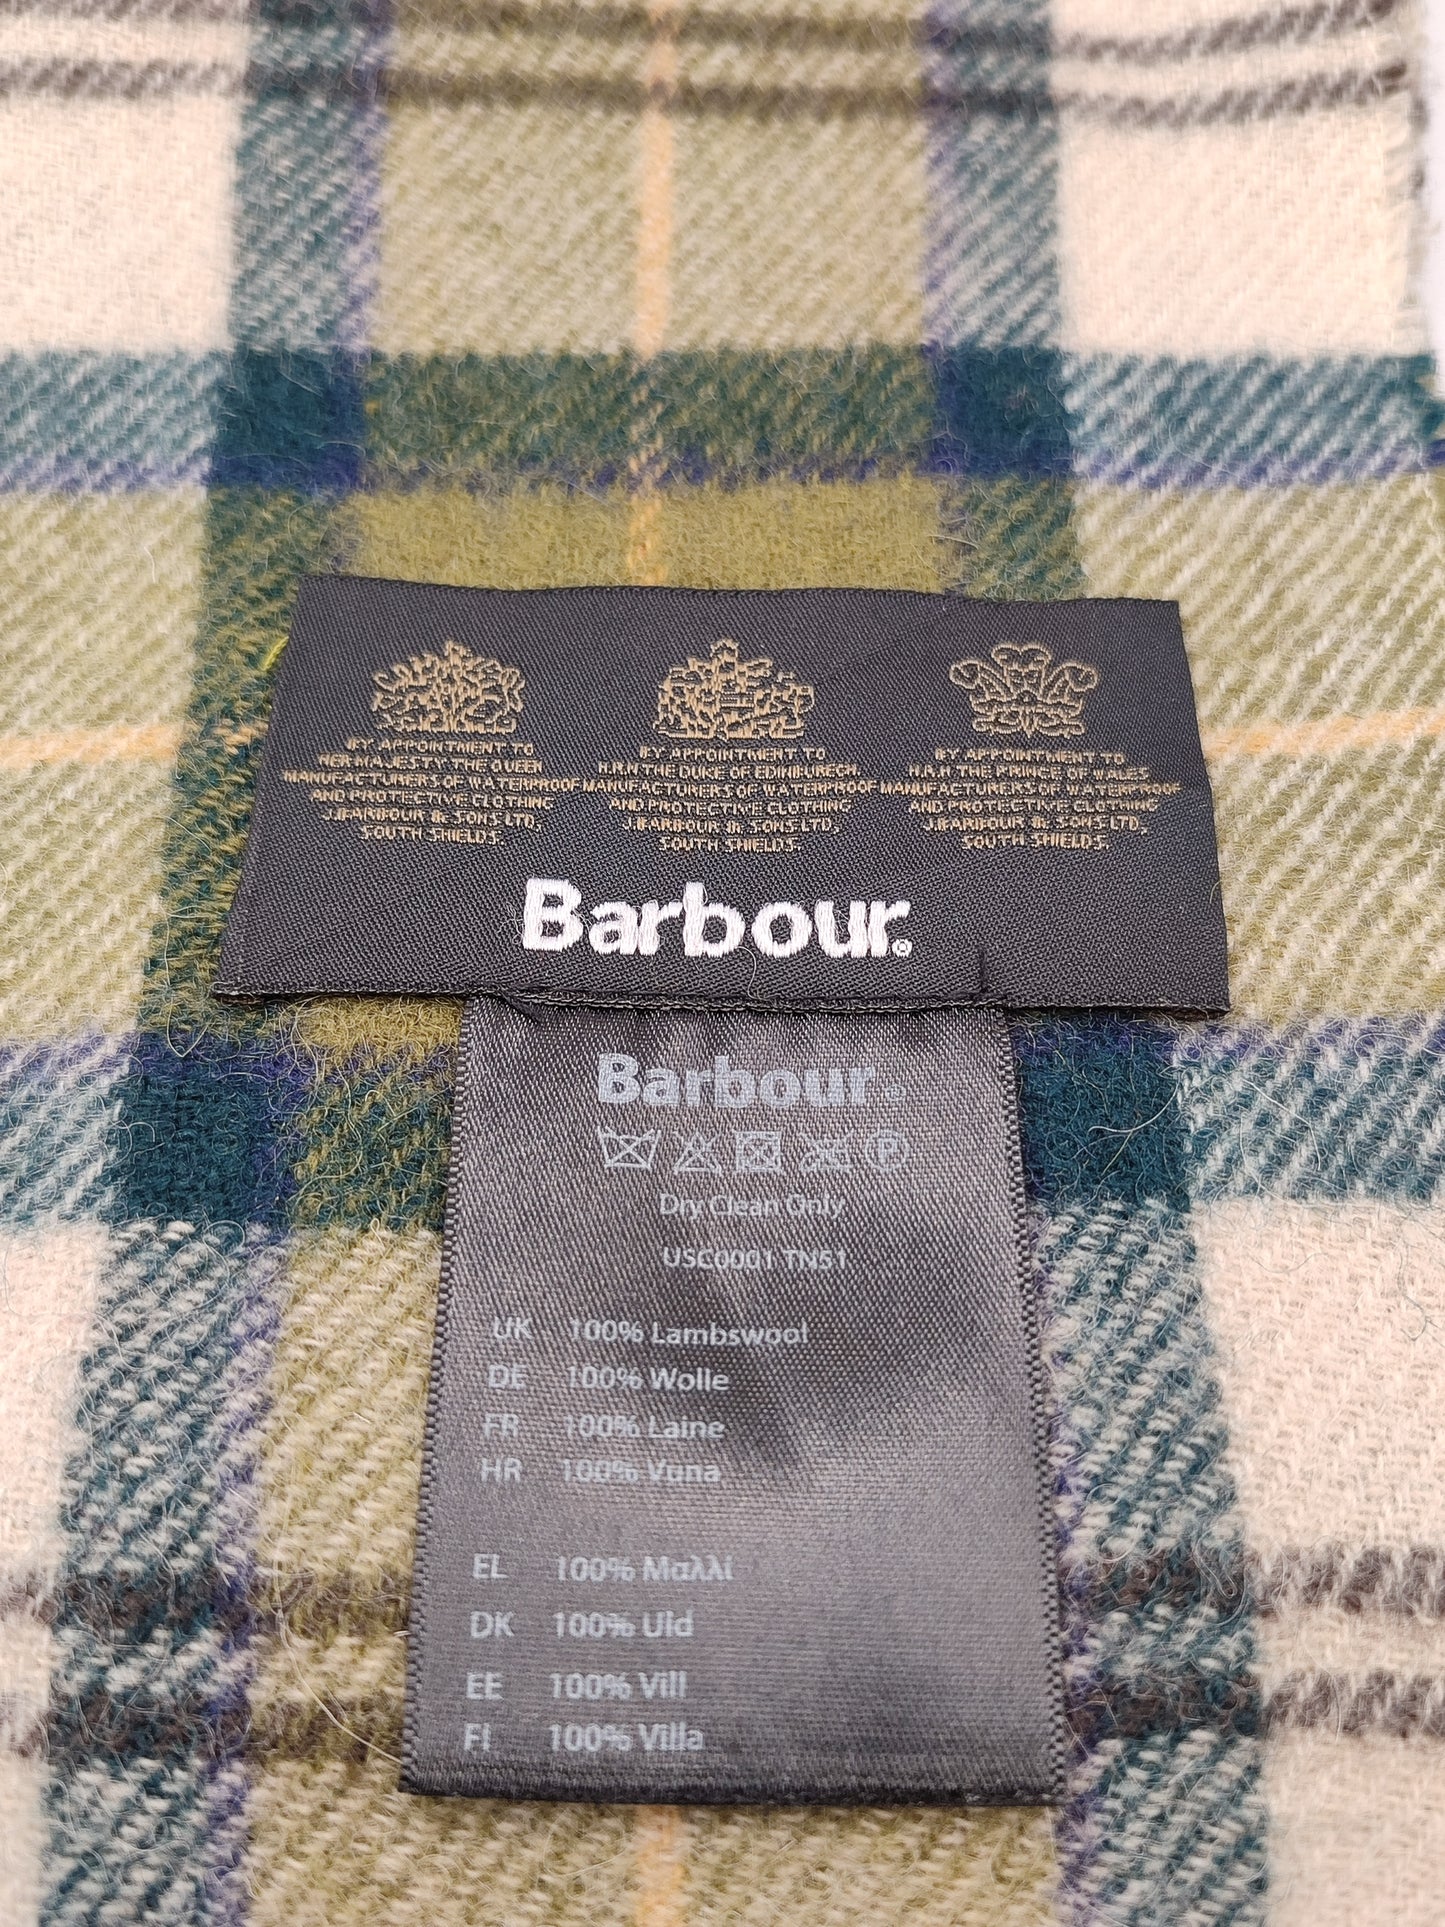 BY APPOINTMENT TO
HER MAJESTY THE QUEEN
MANUFACTURERS OF WATERPROOF
AND PROTECTIVE CLOTHING
J.BARBOUR & SONS LTD,
SOUTH SHIELDS.
BY APPOINTMENT TO
H.R.H THE DUKE OF EDINBURGH
MANUFACTURERS OF WATERPROOF
AND PROTECTIVE CLOTHING
J.BARBOUR & SONS LTD,
SOUTH SHIELDS.
BY APPOINTMENT TO
H.R.H THE PRINCE OF WALES
MANUFACTURERS OF WATERPROOF
AND PROTECTIVE CLOTHING
J.BARBOUR & SONS LTD,
SOUTH SHIELDS.
Barbour®
Barbour®
P
Dry Clean Only
USC0001 TN51
UK 100% Lambswool
DE 100% Wolle
FR 100% Laine
HR 100% Vuna
EL 100% Μαλλί
DK 100% Uld
EE 100% Vill
FI 100% Villa